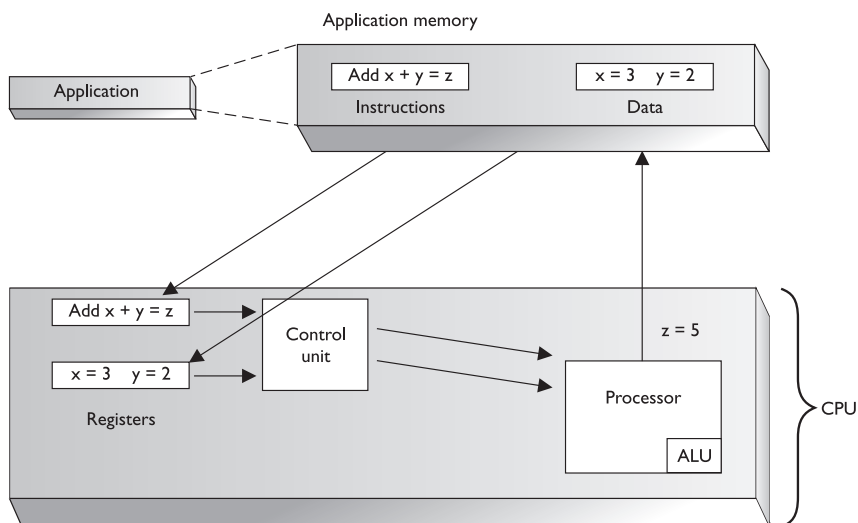 Application memory
Application
Add x + y = z
x = 3 y = 2
Instructions
Data
Add x + y = z
Control
unit
z = 5
x = 3 y = 2
Processor
CPU
Registers
ALU